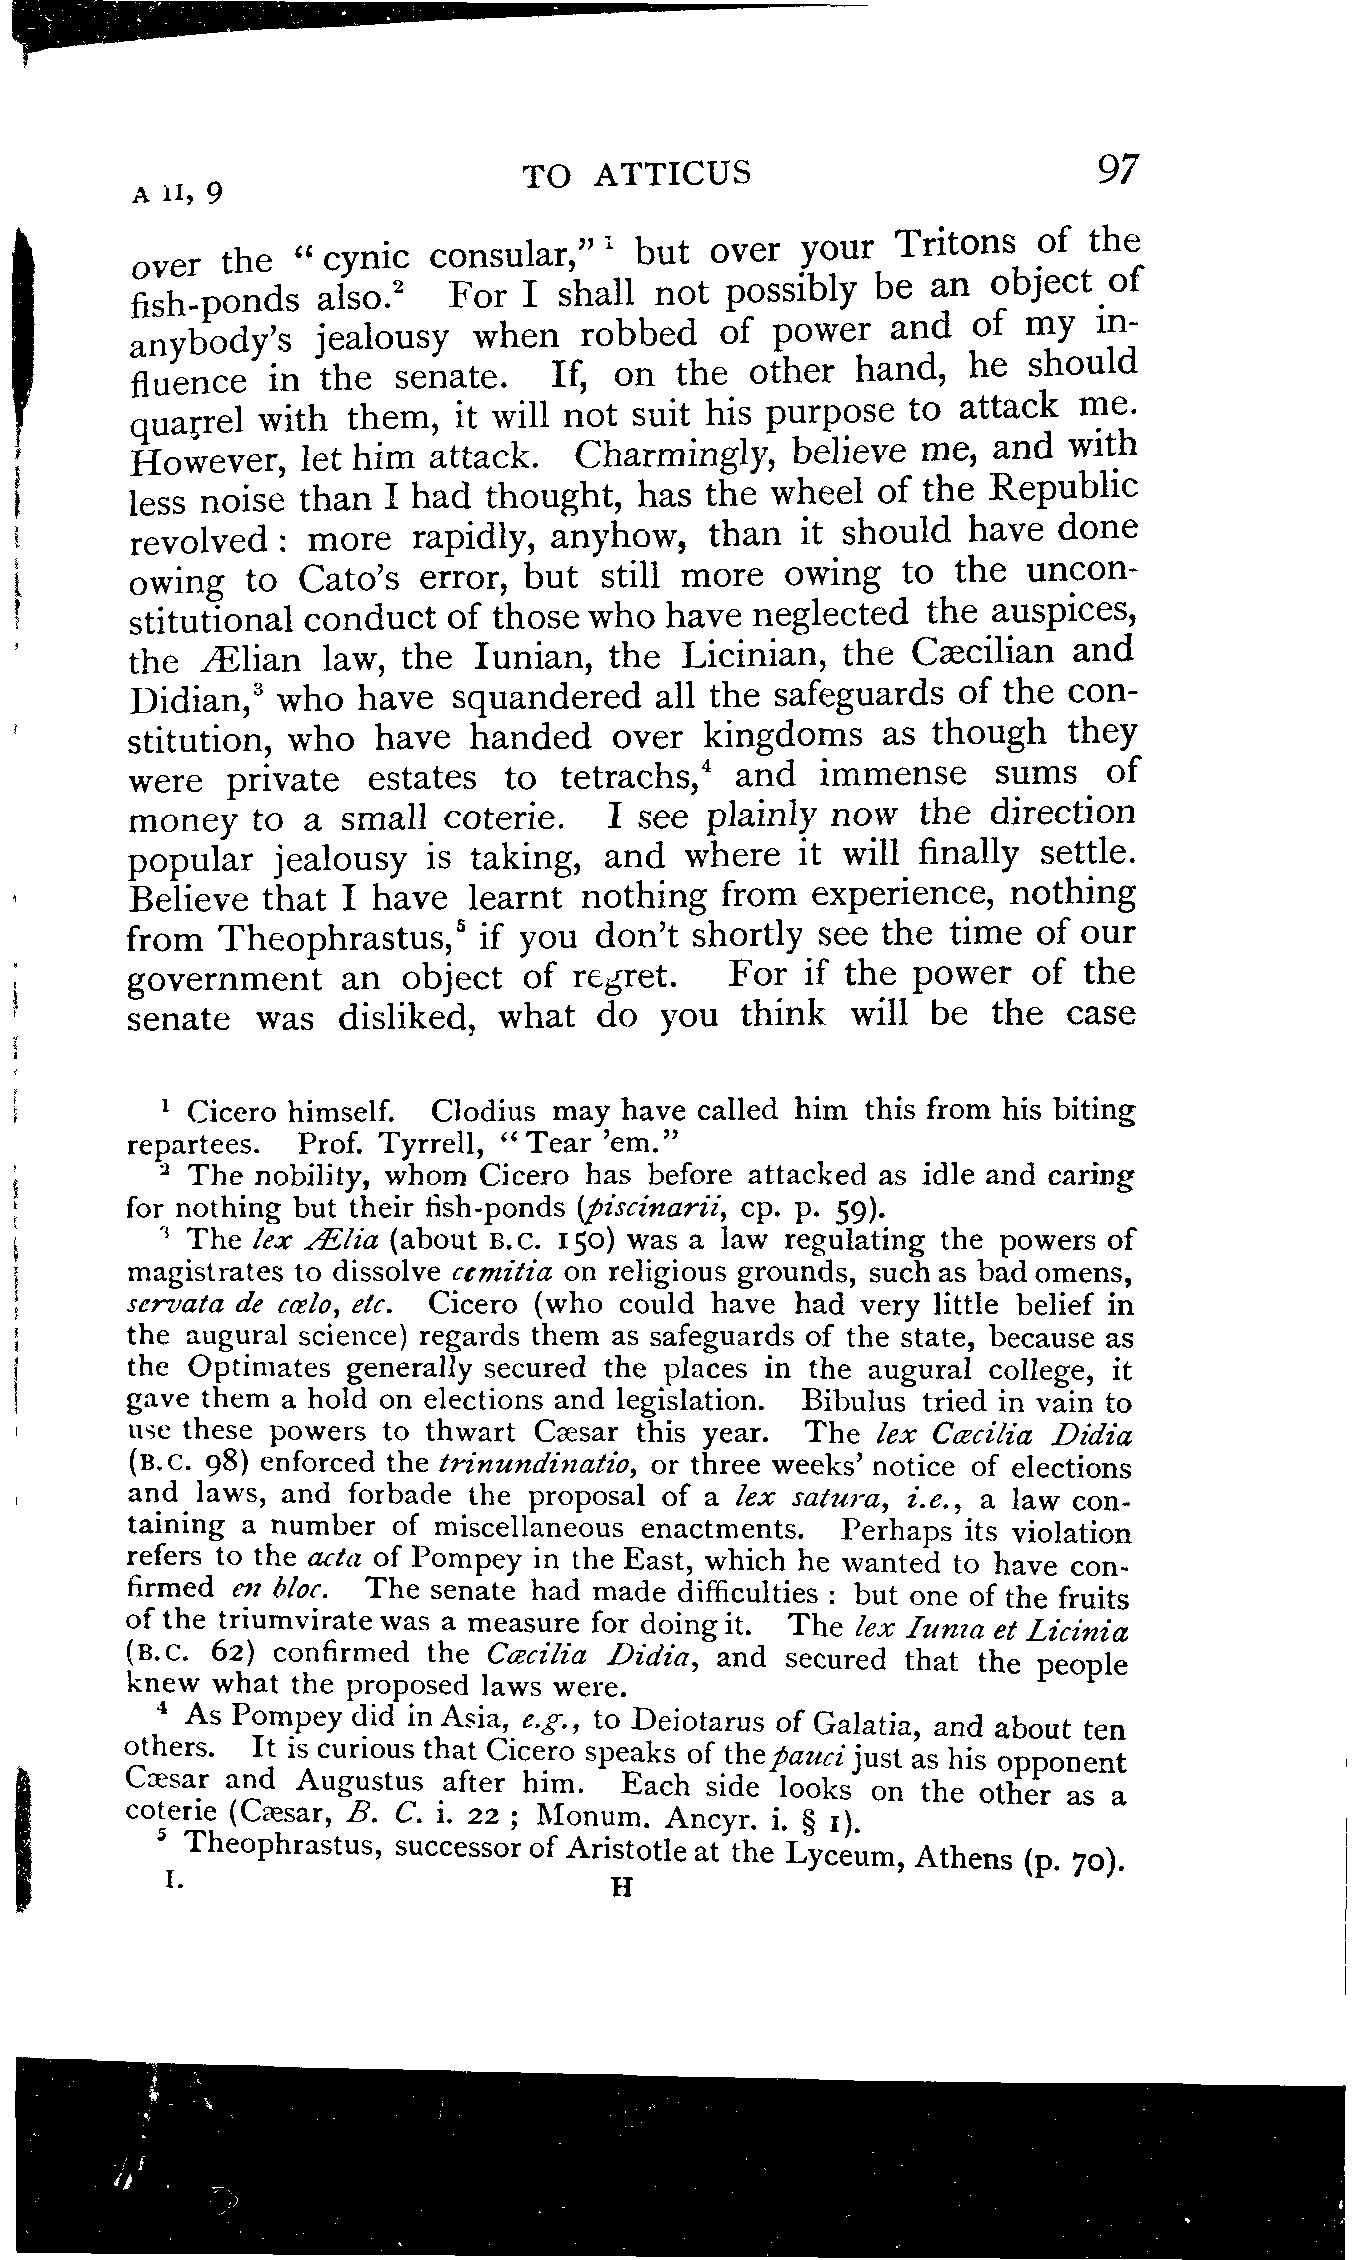 A II, 9 TO ATTICUS 97
over the “cynic consular,”¹ but over your Tritons of the
fish-ponds also.² For I shall not possibly be an object of
anybody’s jealousy when robbed of power and of my in-
fluence in the senate. If, on the other hand, he should
quarrel with them, it will not suit his purpose to attack me.
However, let him attack. Charmingly, believe me, and with
less noise than I had thought, has the wheel of the Republic
revolved : more rapidly, anyhow, than it should have done
owing to Cato’s error, but still more owing to the uncon-
stitutional conduct of those who have neglected the auspices,
the Ælian law, the Iunian, the Licinian, the Cæcilian and
Didian,³ who have squandered all the safeguards of the con-
stitution, who have handed over kingdoms as though they
were private estates to tetrachs,⁴ and immense sums of
money to a small coterie. I see plainly now the direction
popular jealousy is taking, and where it will finally settle.
Believe that I have learnt nothing from experience, nothing
from Theophrastus,⁵ if you don’t shortly see the time of our
government an object of regret. For if the power of the
senate was disliked, what do you think will be the case
¹ Cicero himself. Clodius may have called him this from his biting
repartees. Prof. Tyrrell, “Tear ’em.”
² The nobility, whom Cicero has before attacked as idle and caring
for nothing but their fish-ponds (piscinarii, cp. p. 59).
³ The lex Ælia (about B.C. 150) was a law regulating the powers of
magistrates to dissolve comitia on religious grounds, such as bad omens,
servata de cœlo, etc. Cicero (who could have had very little belief in
the augural science) regards them as safeguards of the state, because as
the Optimates generally secured the places in the augural college, it
gave them a hold on elections and legislation. Bibulus tried in vain to
use these powers to thwart Cæsar this year. The lex Cæcilia Didia
(B.C. 98) enforced the trinundinatio, or three weeks’ notice of elections
and laws, and forbade the proposal of a lex satura, i.e., a law con-
taining a number of miscellaneous enactments. Perhaps its violation
refers to the acta of Pompey in the East, which he wanted to have con-
firmed en bloc. The senate had made difficulties : but one of the fruits
of the triumvirate was a measure for doing it. The lex Iunia et Licinia
(B.C. 62) confirmed the Cæcilia Didia, and secured that the people
knew what the proposed laws were.
⁴ As Pompey did in Asia, e.g., to Deiotarus of Galatia, and about ten
others. It is curious that Cicero speaks of the pauci just as his opponent
Cæsar and Augustus after him. Each side looks on the other as a
coterie (Cæsar, B. C. i. 22 ; Monum. Ancyr. i. § 1).
⁵ Theophrastus, successor of Aristotle at the Lyceum, Athens (p. 70).
I. H